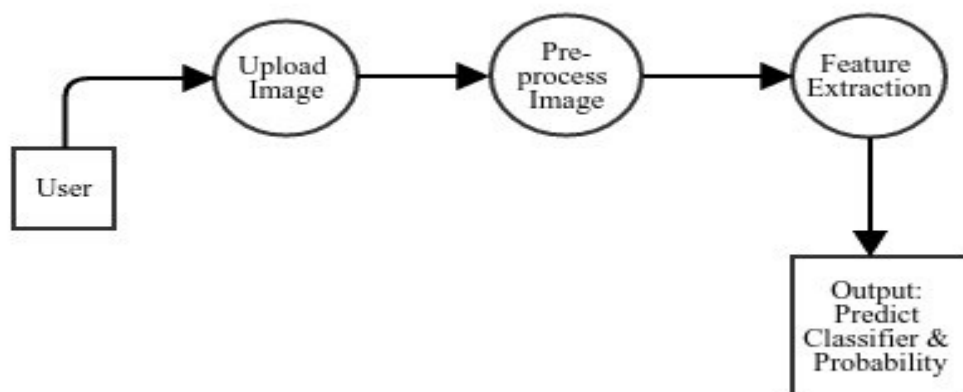 Upload
Image
Pre-
process
Image
Feature
Extraction
User
Output:
Predict
Classifier &
Probability